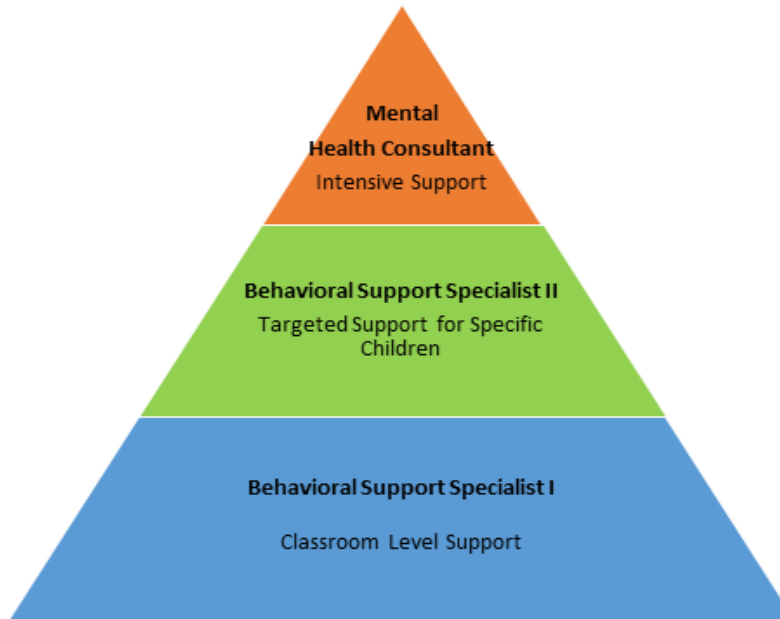 Mental
Health Consultant
Intensive Support
Behavioral Support Specialist II
Targeted Support for Specific
Children
Behavioral Support Specialist I
Classroom Level Support